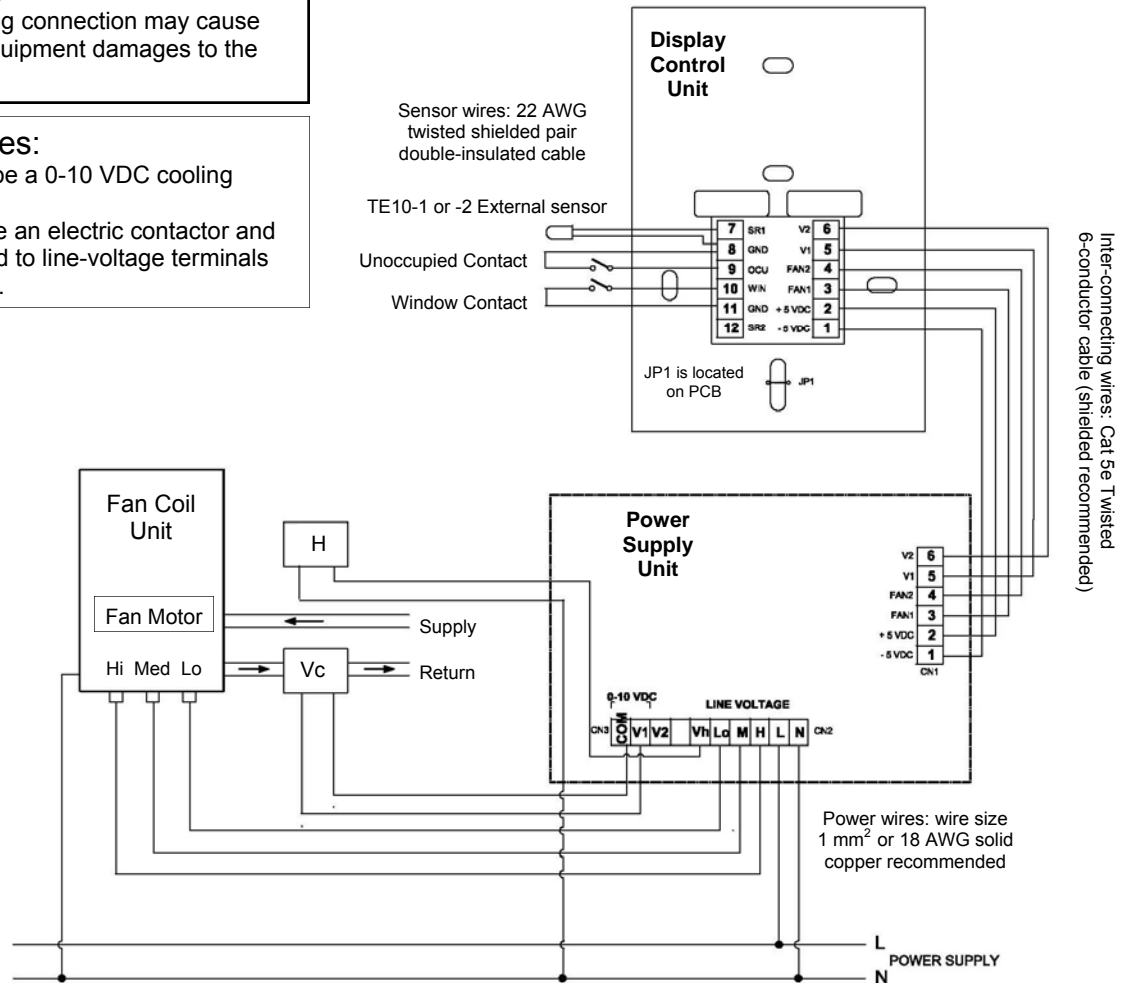 g connection may cause
uipment damages to the
es:
be a 0-10 VDC cooling
e an electric contactor and
d to line-voltage terminals
.
Display
Control
Unit
Sensor wires: 22 AWG
twisted shielded pair
double-insulated cable
TE10-1 or -2 External sensor
Unoccupied Contact
Window Contact
7 SR1 V2 6
8 GND V1 5
9 OCU FAN2 4
10 WIN FAN1 3
11 GND + 5 VDC 2
12 SR2 - 5 VDC 1
JP1 is located
on PCB
JP1
Inter-connecting wires: Cat 5e Twisted
6-conductor cable (shielded recommended)
Fan Coil
Unit
Fan Motor
Hi Med Lo
H
Vc
Supply
Return
Power
Supply
Unit
V2 6
V1 5
FAN2 4
FAN1 3
+ 5 VDC 2
- 5 VDC 1
CN1
0-10 VDC LINE VOLTAGE
CN3 COM V1 V2 Vh Lo M H L N CN2
Power wires: wire size
1 mm² or 18 AWG solid
copper recommended
L
POWER SUPPLY
N